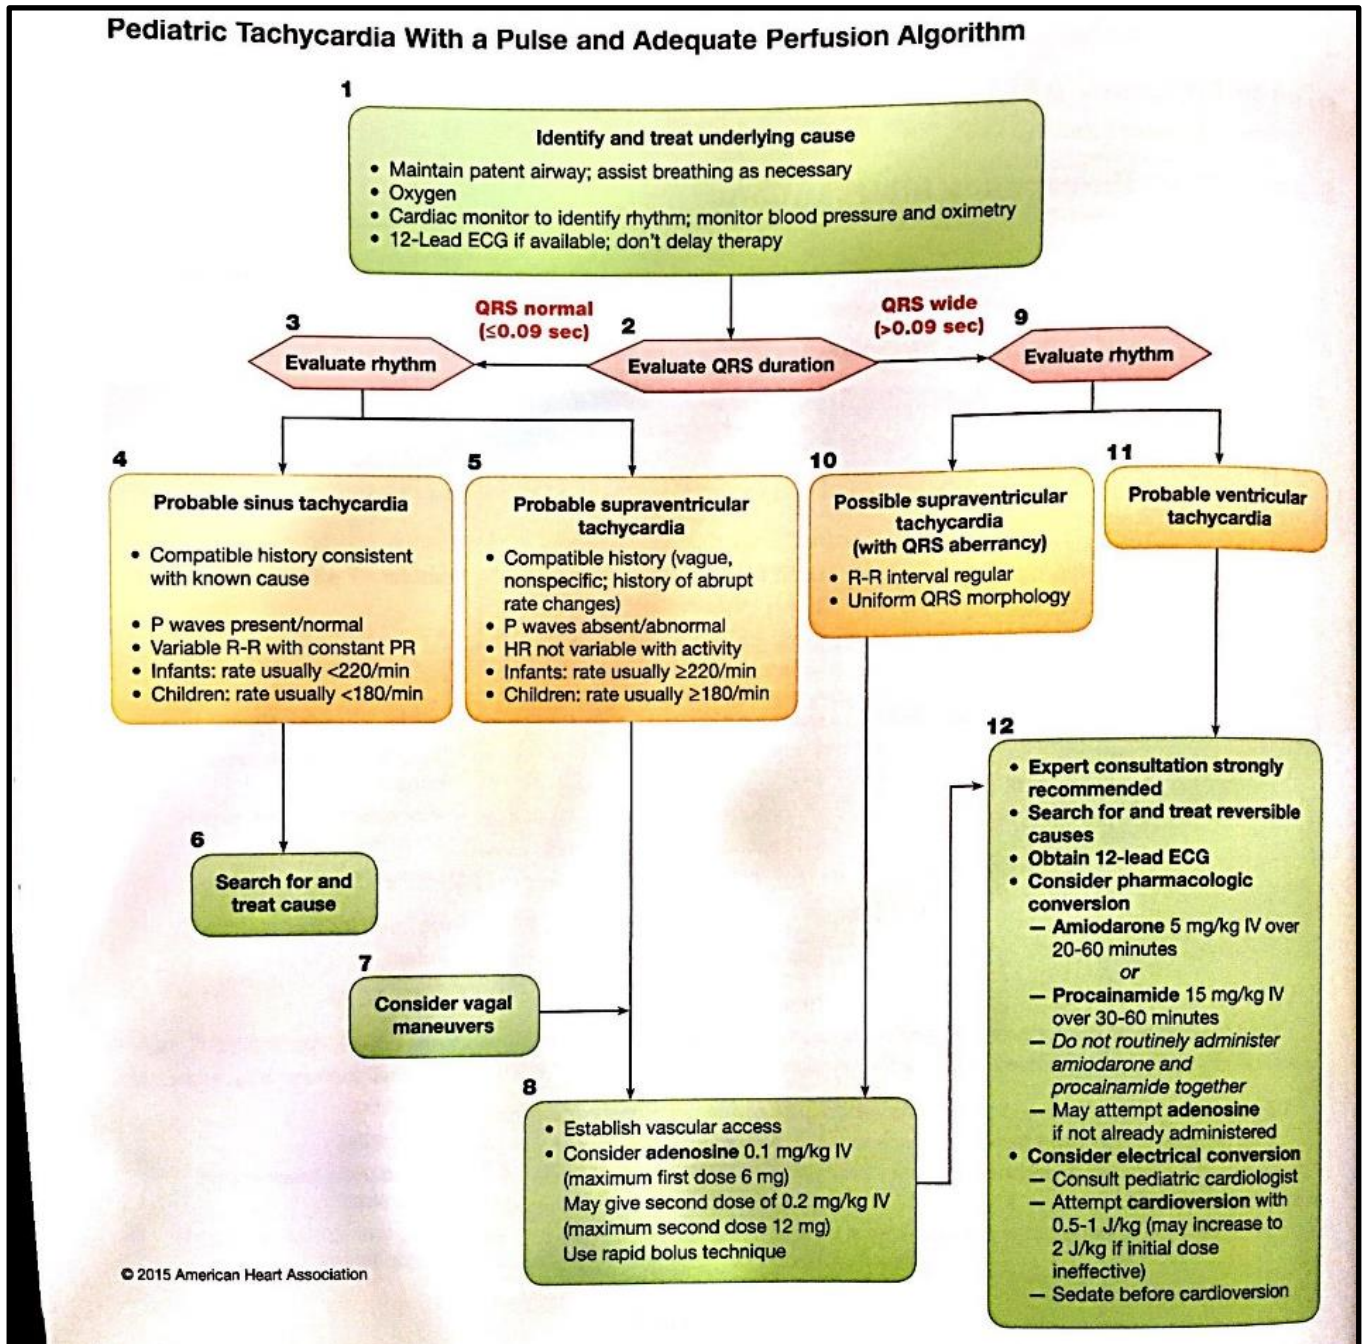 Pediatric Tachycardia With a Pulse and Adequate Perfusion Algorithm
1
Identify and treat underlying cause
• Maintain patent airway; assist breathing as necessary
• Oxygen
• Cardiac monitor to identify rhythm; monitor blood pressure and oximetry
• 12-Lead ECG if available; don't delay therapy
QRS normal
(≤0.09 sec)
QRS wide
(>0.09 sec)
3
Evaluate rhythm
2
Evaluate QRS duration
9
Evaluate rhythm
4
Probable sinus tachycardia
• Compatible history consistent
with known cause
• P waves present/normal
• Variable R-R with constant PR
• Infants: rate usually <220/min
• Children: rate usually <180/min
5
Probable supraventricular
tachycardia
• Compatible history (vague,
nonspecific; history of abrupt
rate changes)
• P waves absent/abnormal
• HR not variable with activity
• Infants: rate usually ≥220/min
• Children: rate usually ≥180/min
10
Possible supraventricular
tachycardia
(with QRS aberrancy)
• R-R interval regular
• Uniform QRS morphology
11
Probable ventricular
tachycardia
6
Search for and
treat cause
7
Consider vagal
maneuvers
8
• Establish vascular access
• Consider adenosine 0.1 mg/kg IV
(maximum first dose 6 mg)
May give second dose of 0.2 mg/kg IV
(maximum second dose 12 mg)
Use rapid bolus technique
12
• Expert consultation strongly
recommended
• Search for and treat reversible
causes
• Obtain 12-lead ECG
• Consider pharmacologic
conversion
– Amiodarone 5 mg/kg IV over
20-60 minutes
or
– Procainamide 15 mg/kg IV
over 30-60 minutes
– Do not routinely administer
amiodarone and
procainamide together
– May attempt adenosine
if not already administered
• Consider electrical conversion
– Consult pediatric cardiologist
– Attempt cardioversion with
0.5-1 J/kg (may increase to
2 J/kg if initial dose
ineffective)
– Sedate before cardioversion
© 2015 American Heart Association